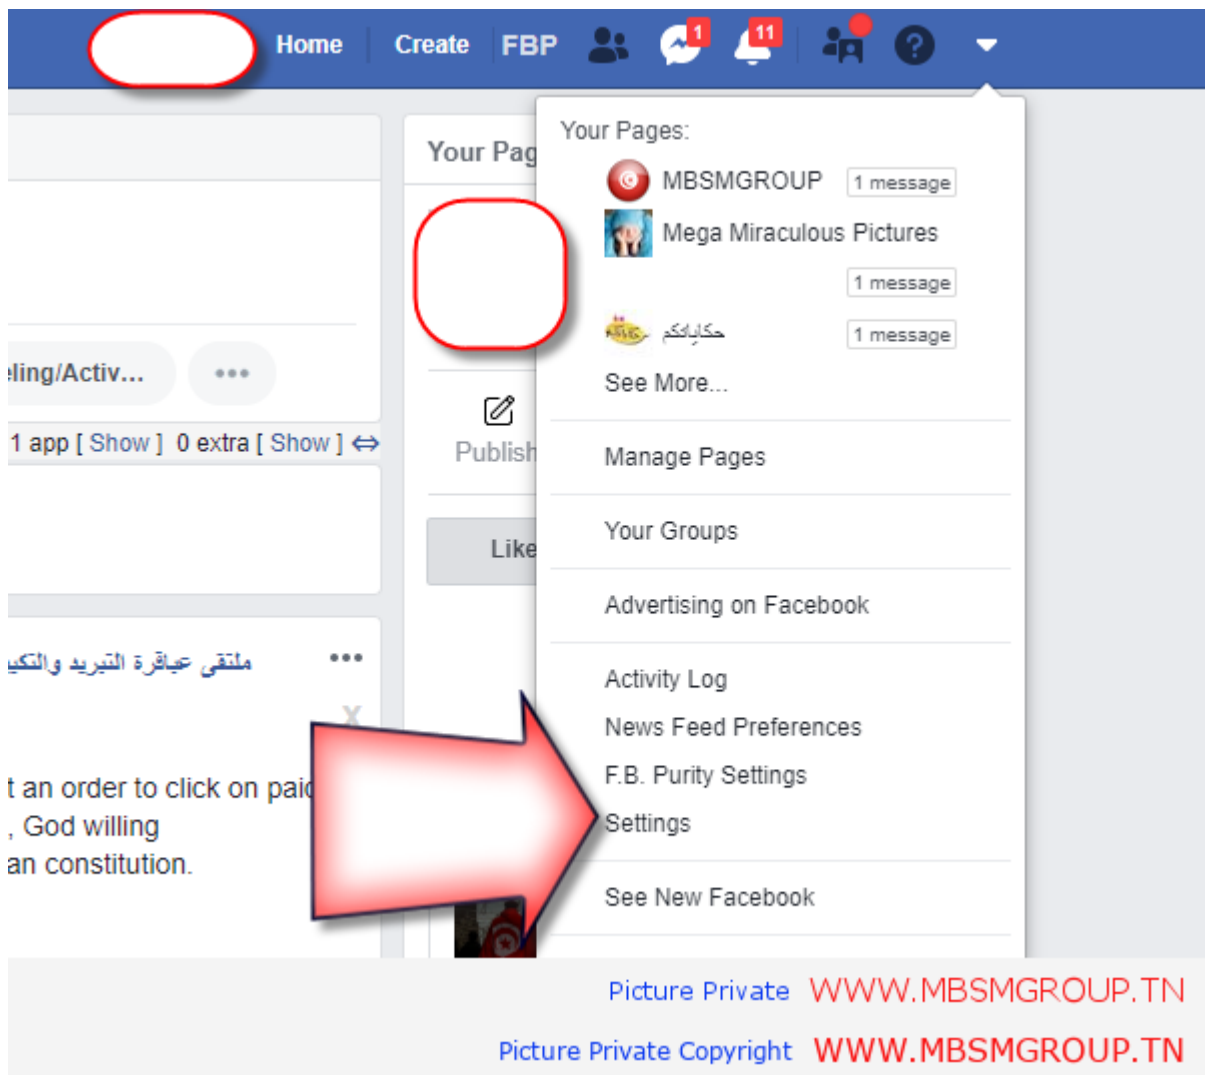 Home Create FBP 1 11
Your Pag
eling/Activ...
1 app [ Show ] 0 extra [ Show ]
Publish
Like
ملتقى عباقرة التبريد والتكيي
X
t an order to click on paid
, God willing
an constitution.
Your Pages:
MBSMGROUP 1 message
Mega Miraculous Pictures
1 message
حكاياتكم 1 message
See More...
Manage Pages
Your Groups
Advertising on Facebook
Activity Log
News Feed Preferences
F.B. Purity Settings
Settings
See New Facebook
Picture Private WWW.MBSMGROUP.TN
Picture Private Copyright WWW.MBSMGROUP.TN